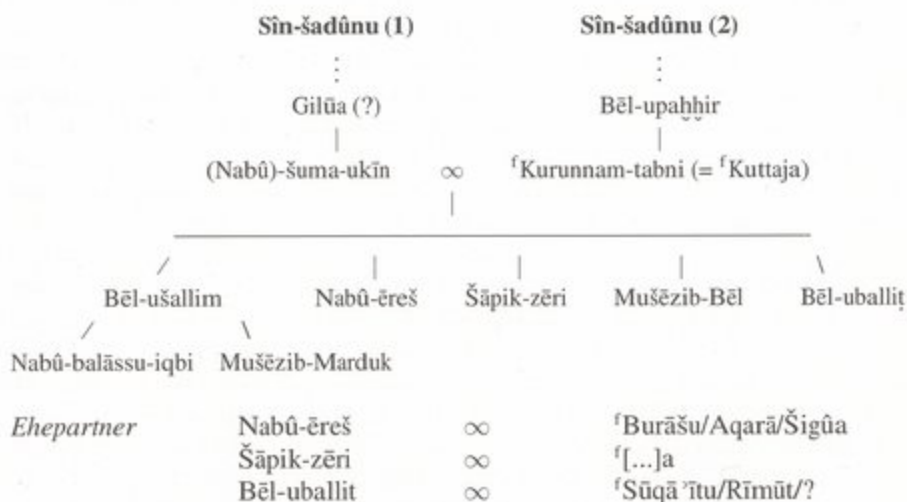 Sîn-šadûnu (1) Sîn-šadûnu (2)
Gilūa (?) Bēl-upaḫḫir
(Nabû)-šuma-ukīn ∞ ᶠKurunnam-tabni (= ᶠKuttaja)
Bēl-ušallim Nabû-ēreš Šāpik-zēri Mušēzib-Bēl Bēl-uballiṭ
Nabû-balāssu-iqbi Mušēzib-Marduk
Ehepartner Nabû-ēreš ∞ ᶠBurāšu/Aqarā/Šigûa
Šāpik-zēri ∞ ᶠ[...]a
Bēl-uballiṭ ∞ ᶠSūqāʾītu/Rīmūt/?